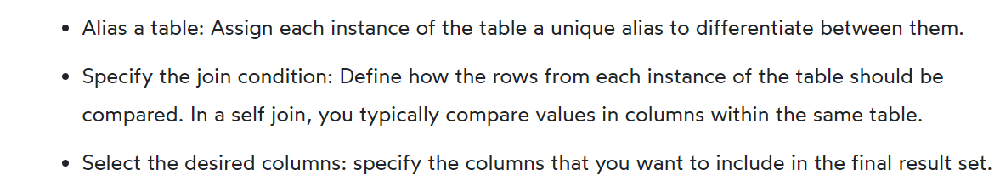 • Alias a table: Assign each instance of the table a unique alias to differentiate between them.
• Specify the join condition: Define how the rows from each instance of the table should be
compared. In a self join, you typically compare values in columns within the same table.
• Select the desired columns: specify the columns that you want to include in the final result set.